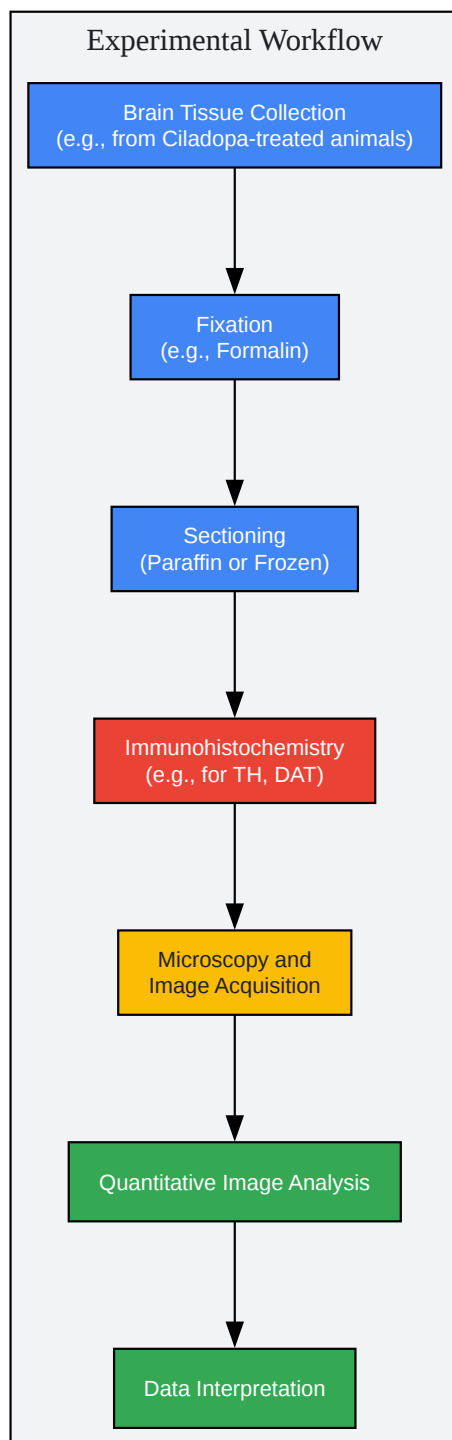 Experimental Workflow
Brain Tissue Collection
(e.g., from Ciladopa-treated animals)
Fixation
(e.g., Formalin)
Sectioning
(Paraffin or Frozen)
Immunohistochemistry
(e.g., for TH, DAT)
Microscopy and
Image Acquisition
Quantitative Image Analysis
Data Interpretation